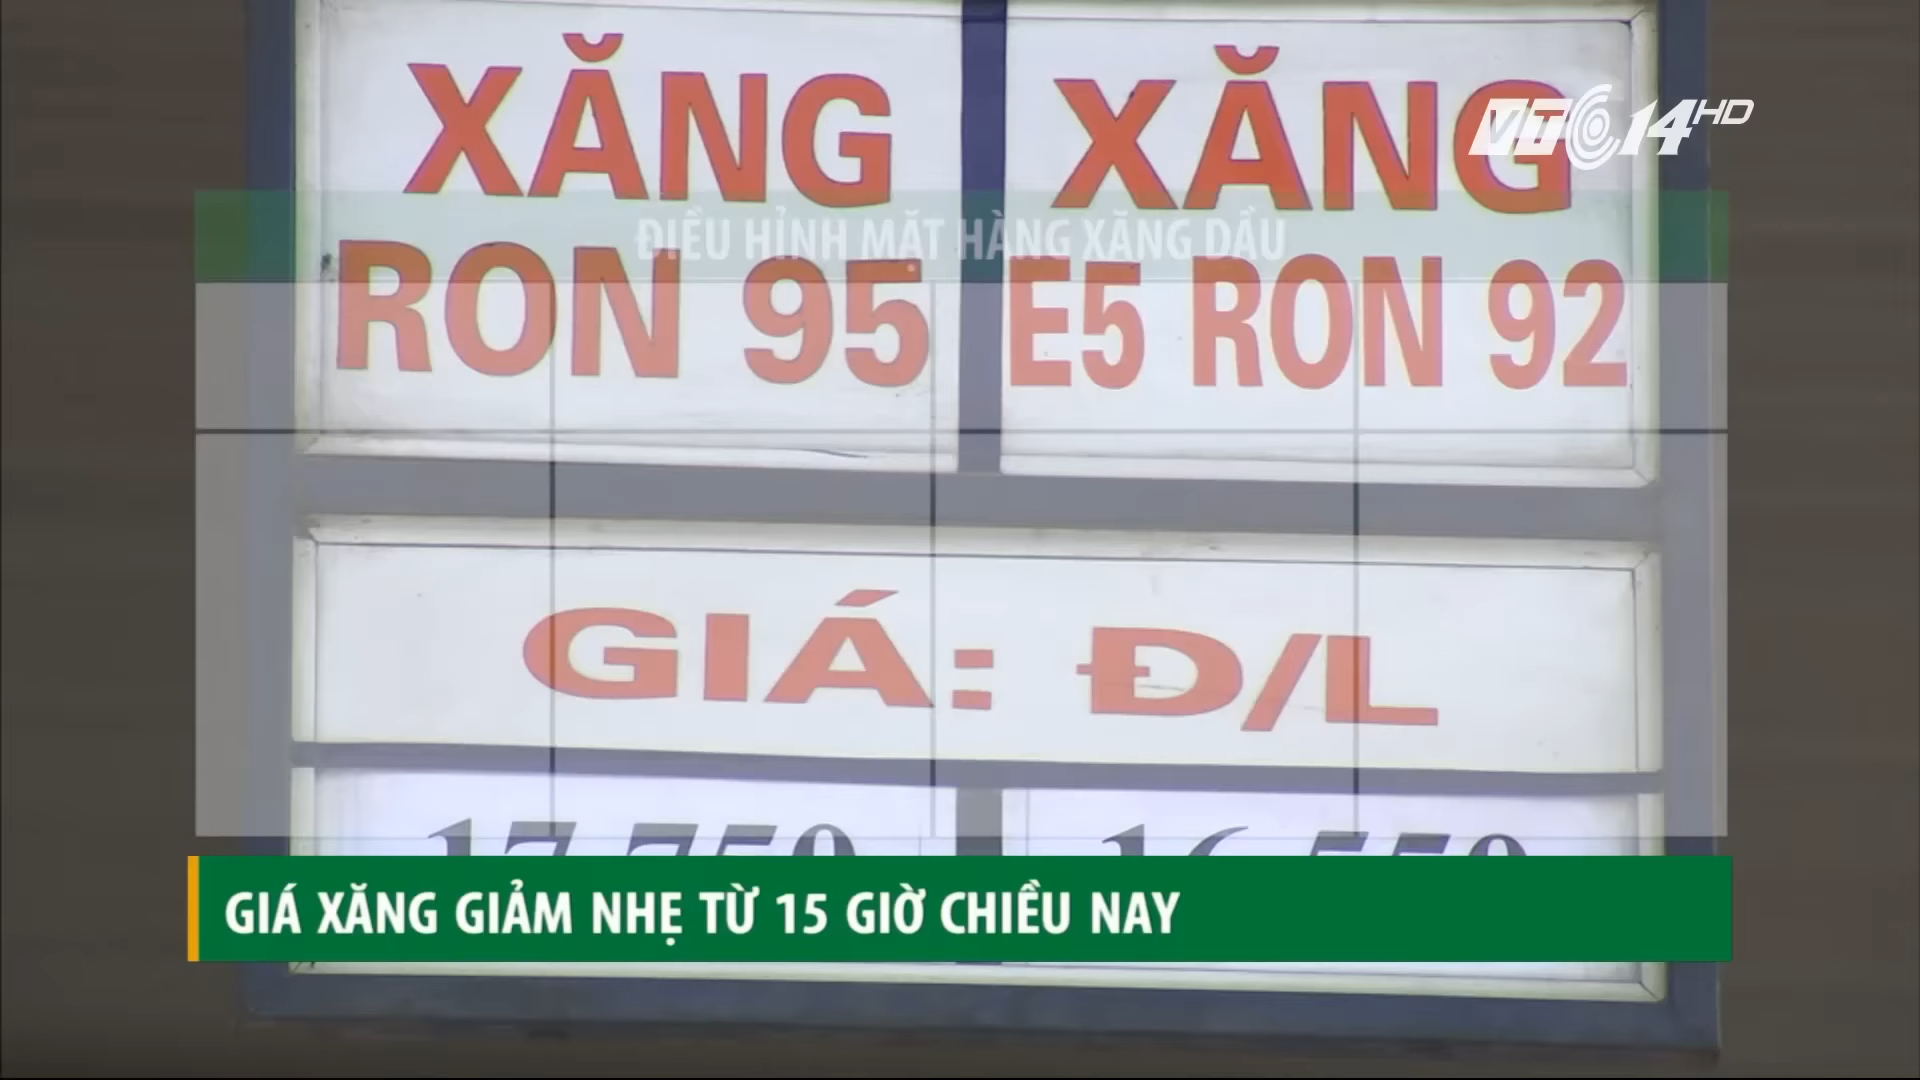 XĂNG
RON 95
XĂNG
E5 RON 92
VTC14 HD
ĐIỀU HỈNH MẶT HÀNG XĂNG DẦU
GIÁ: Đ/L
GIÁ XĂNG GIẢM NHẸ TỪ 15 GIỜ CHIỀU NAY